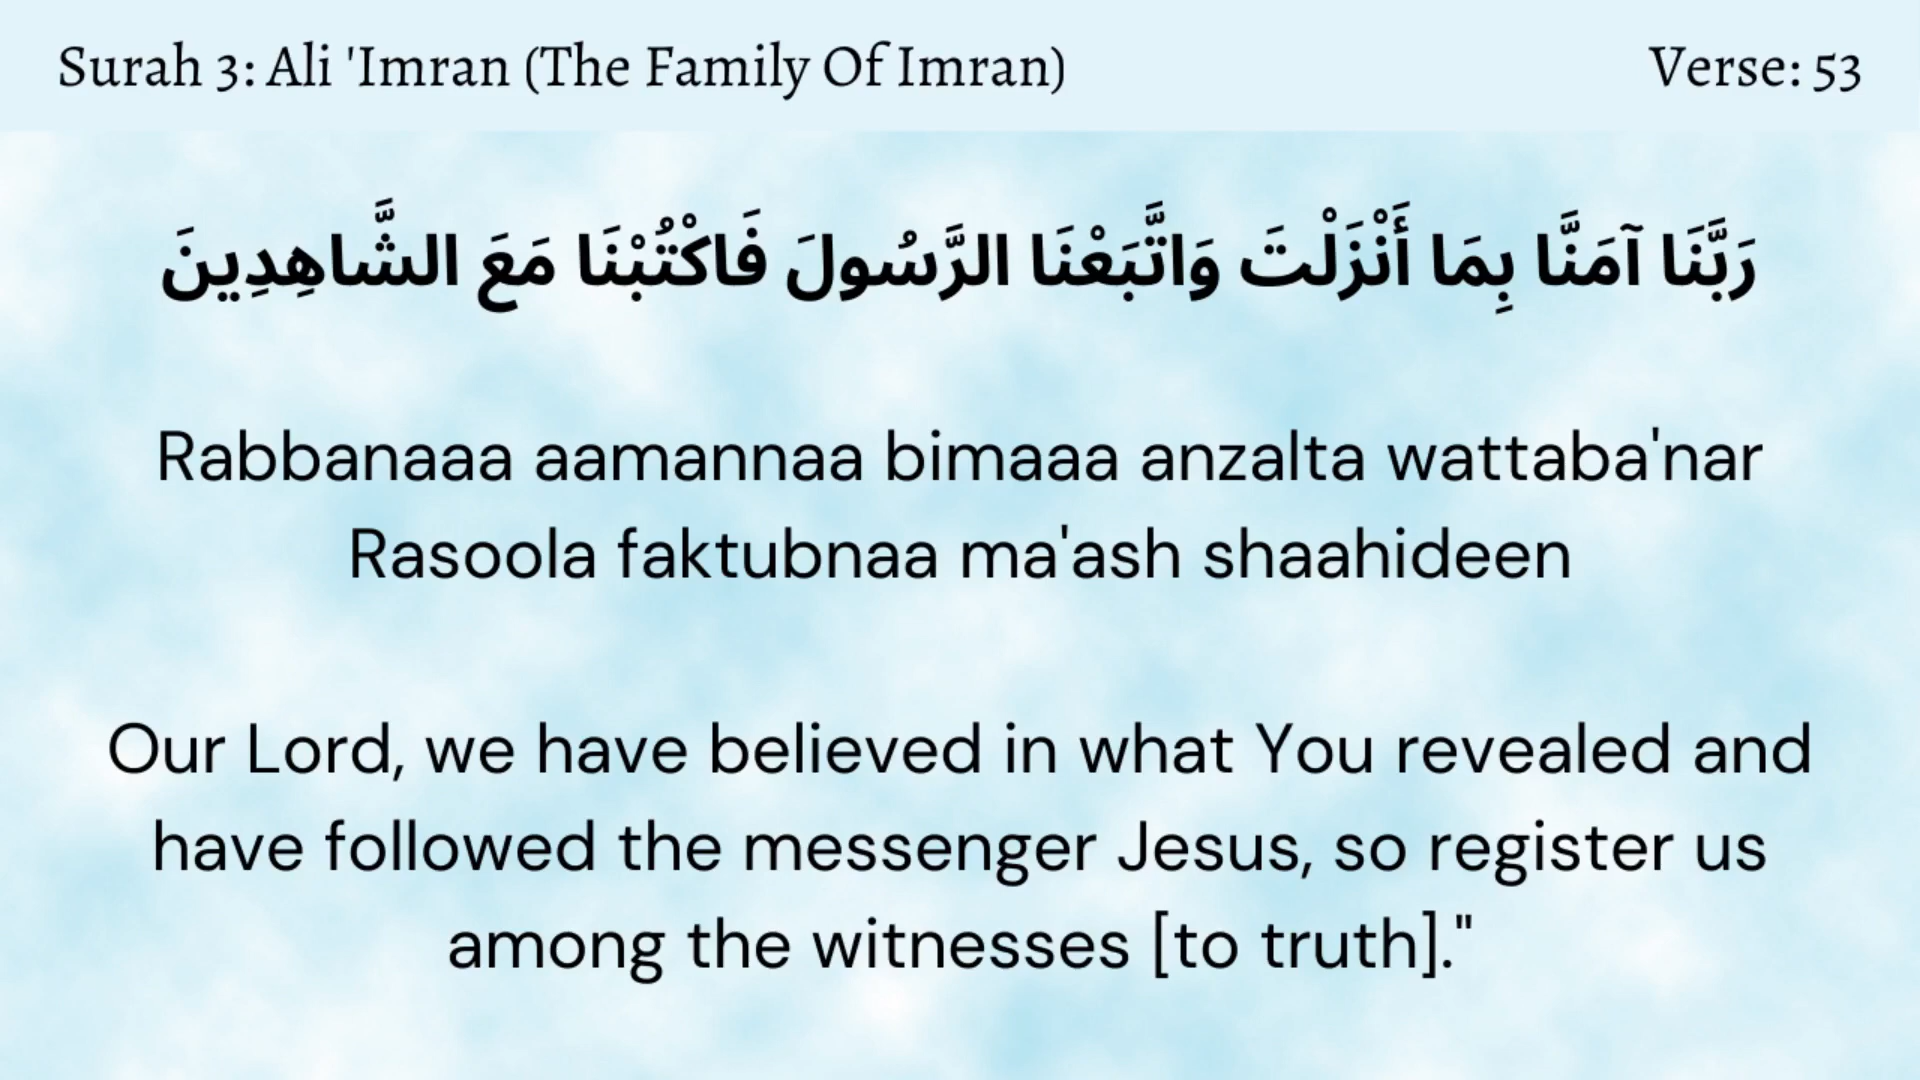 Surah 3: Ali 'Imran (The Family Of Imran)
Verse: 53
رَبَّنَا آمَنَّا بِمَا أَنْزَلْتَ وَاتَّبَعْنَا الرَّسُولَ فَاكْتُبْنَا مَعَ الشَّاهِدِينَ
Rabbanaaa aamannaa bimaaa anzalta wattaba'nar
Rasoola faktubnaa ma'ash shaahideen
Our Lord, we have believed in what You revealed and
have followed the messenger Jesus, so register us
among the witnesses [to truth]."